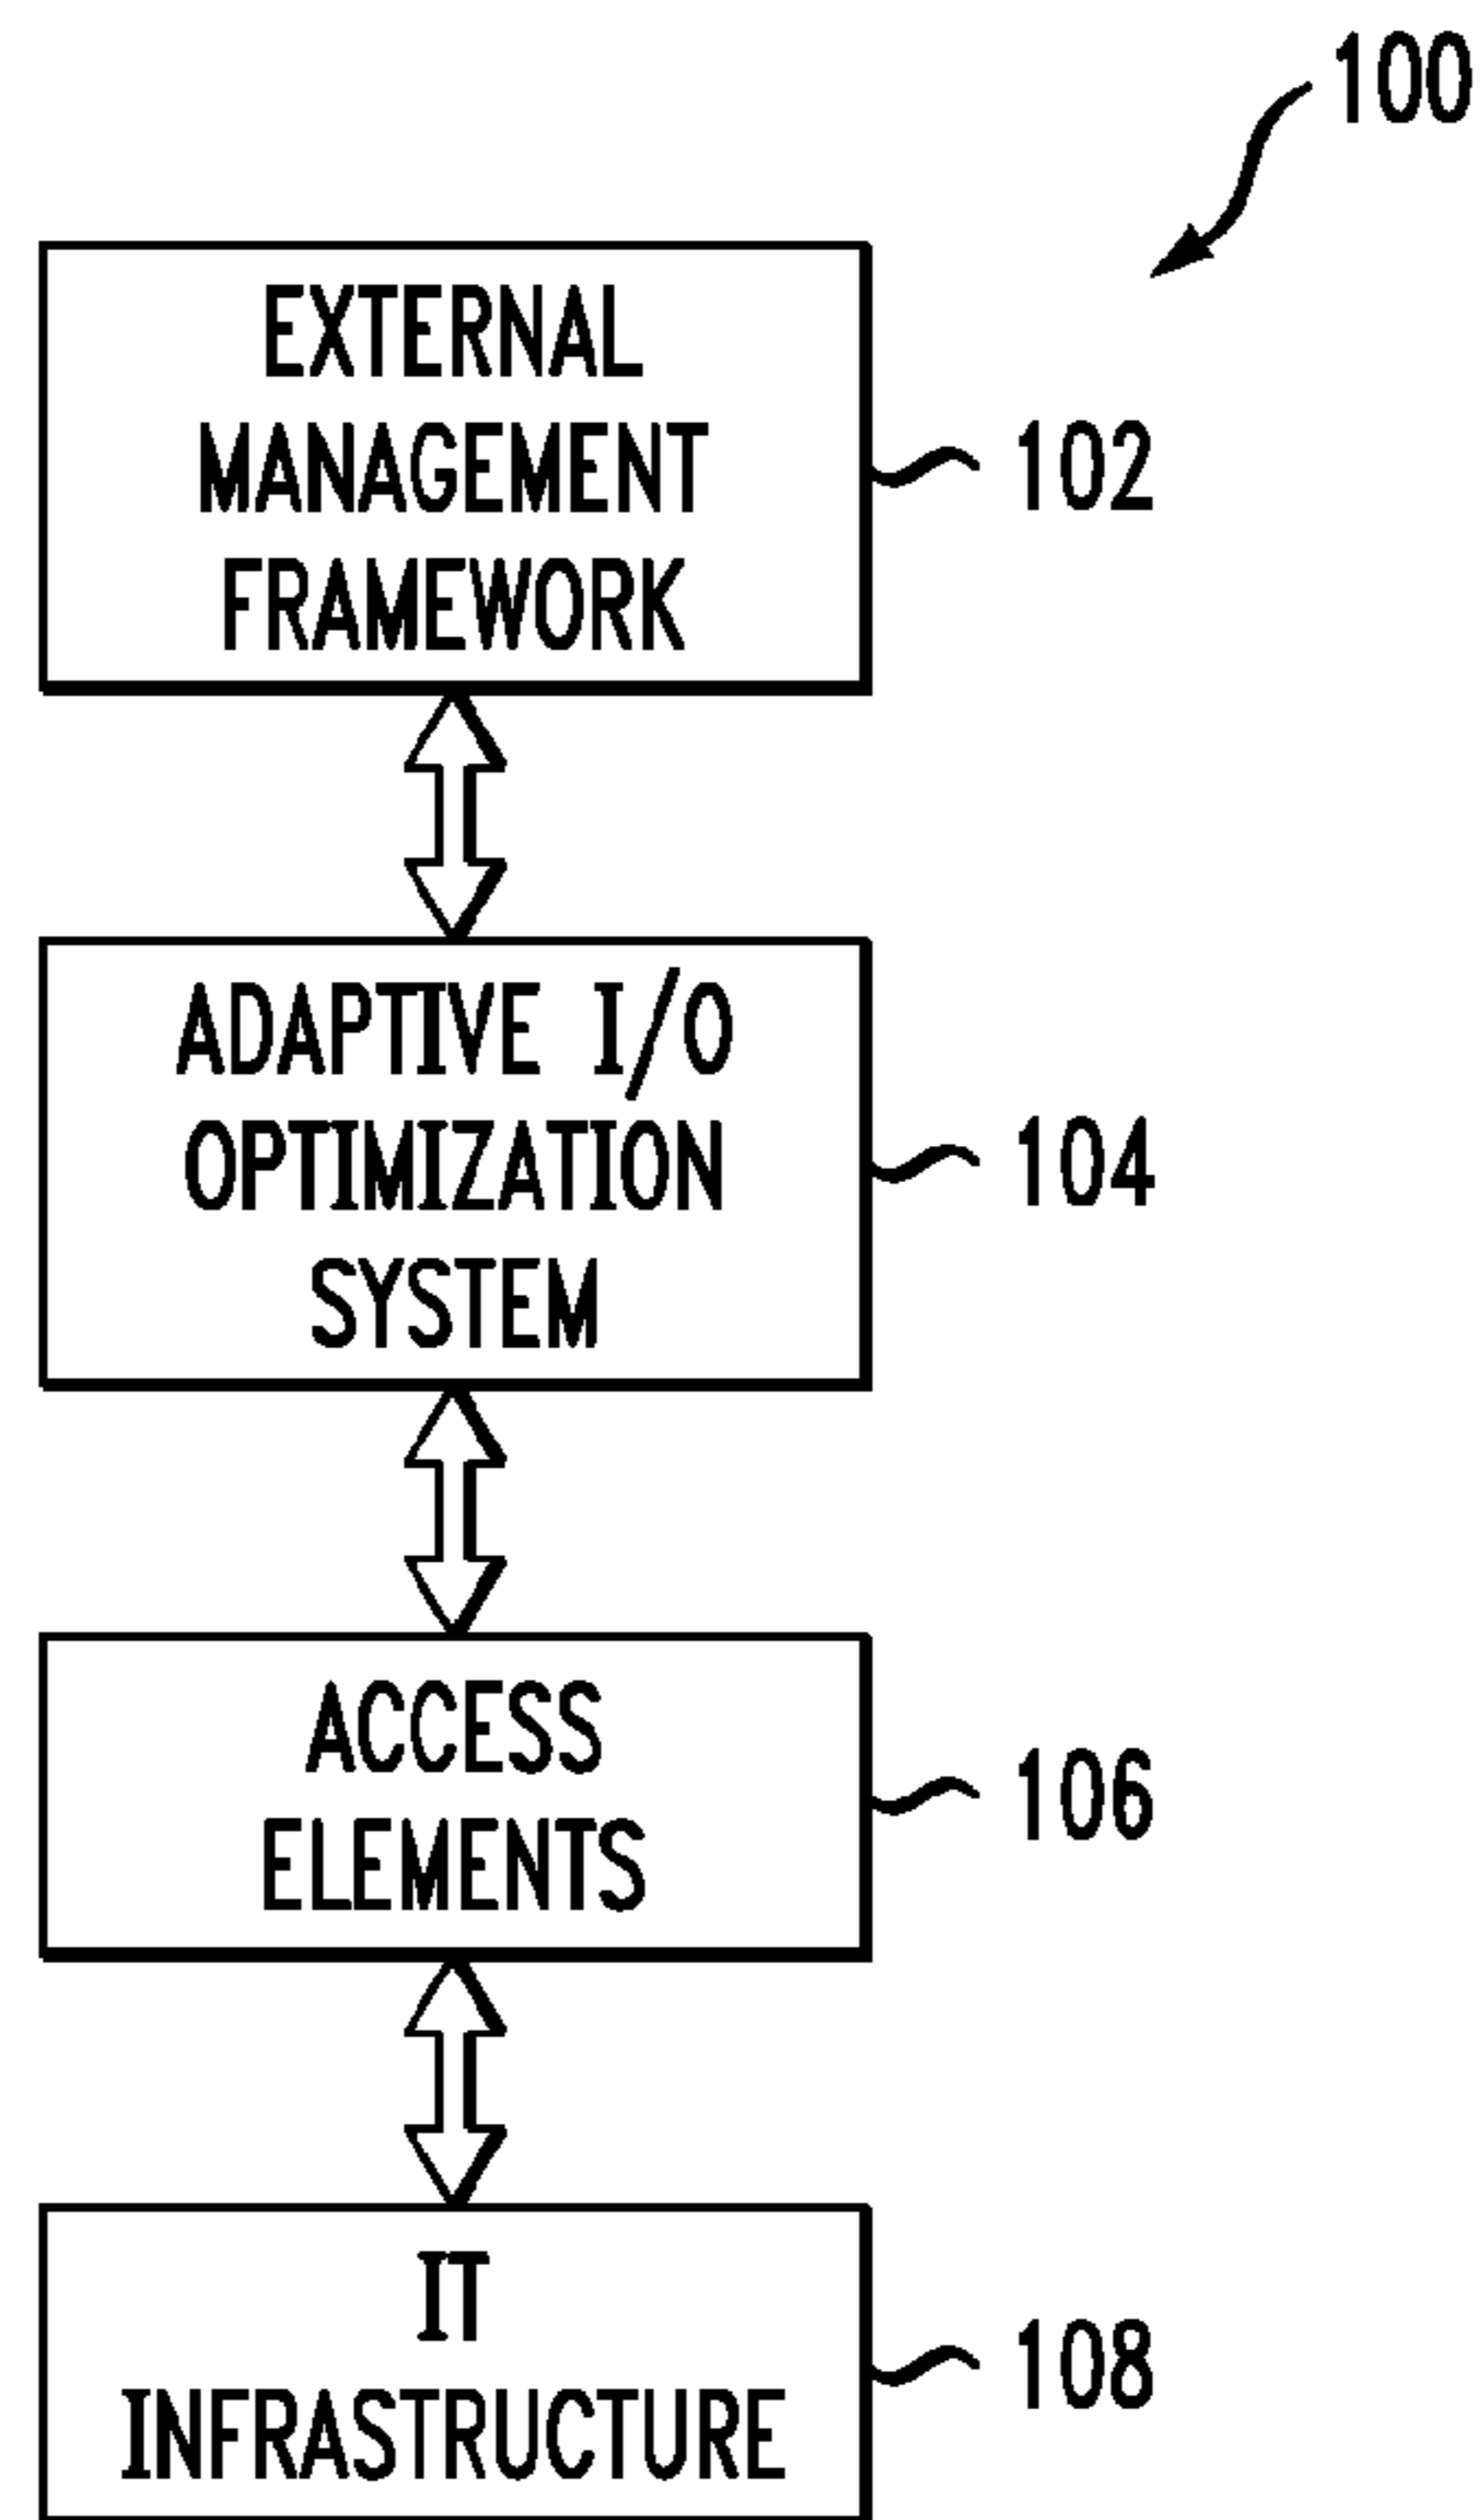 100
EXTERNAL
MANAGEMENT
FRAMEWORK
102
ADAPTIVE I/O
OPTIMIZATION
SYSTEM
104
ACCESS
ELEMENTS
106
IT
INFRASTRUCTURE
108